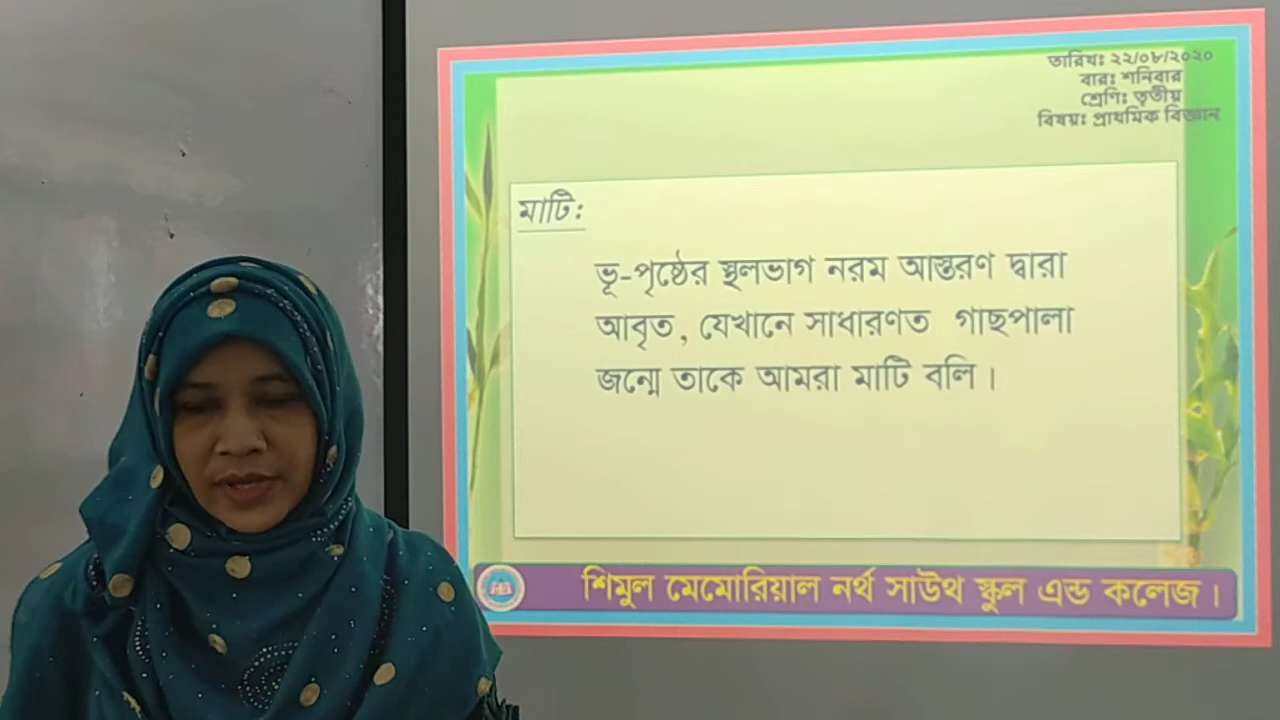 তারিখঃ ২২/০৮/২০২০
বারঃ শনিবার
শ্রেণিঃ তৃতীয়
বিষয়ঃ প্রাথমিক বিজ্ঞান
মাটি:
ভূ-পৃষ্ঠের স্থলভাগ নরম আস্তরণ দ্বারা
আবৃত, যেখানে সাধারণত গাছপালা
জন্মে তাকে আমরা মাটি বলি।
শিমুল মেমোরিয়াল নর্থ সাউথ স্কুল এন্ড কলেজ।